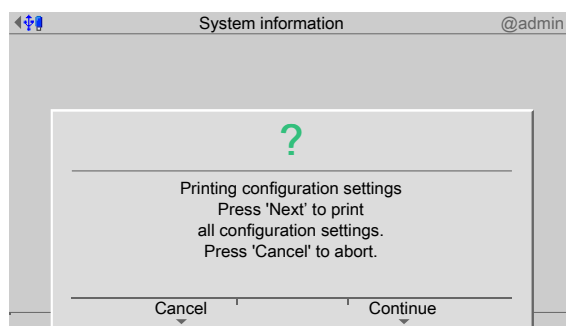 System information @admin
?
Printing configuration settings
Press 'Next’ to print
all configuration settings.
Press 'Cancel' to abort.
Cancel Continue